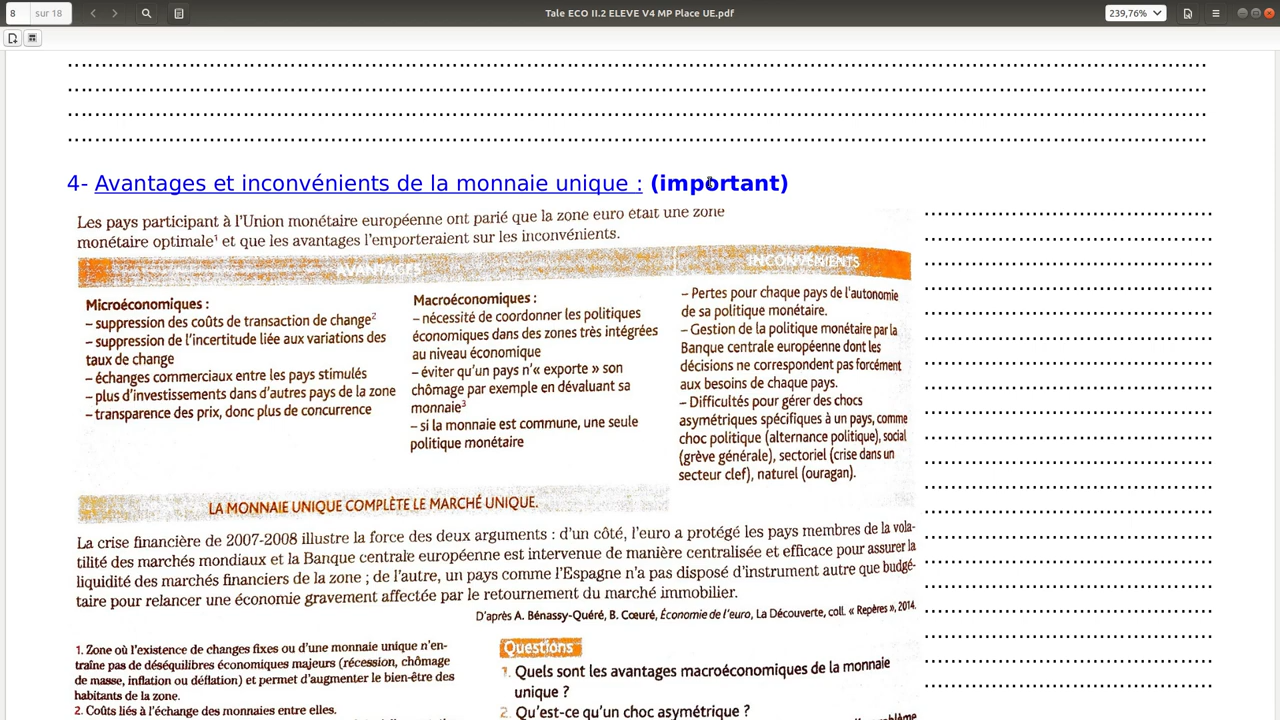 8 sur 18
Tale ECO II.2 ELEVE V4 MP Place UE.pdf
239,76%
4- Avantages et inconvénients de la monnaie unique : (important)
Les pays participant à l'Union monétaire européenne ont parié que la zone euro était une zone
monétaire optimale¹ et que les avantages l'emporteraient sur les inconvénients.
AVANTAGES
INCONVÉNIENTS
Microéconomiques :
– suppression des coûts de transaction de change²
– suppression de l'incertitude liée aux variations des
taux de change
– échanges commerciaux entre les pays stimulés
– plus d'investissements dans d'autres pays de la zone
– transparence des prix, donc plus de concurrence
Macroéconomiques :
– nécessité de coordonner les politiques
économiques dans des zones très intégrées
au niveau économique
– éviter qu'un pays n'« exporte » son
chômage par exemple en dévaluant sa
monnaie³
– si la monnaie est commune, une seule
politique monétaire
– Pertes pour chaque pays de l'autonomie
de sa politique monétaire.
– Gestion de la politique monétaire par la
Banque centrale européenne dont les
décisions ne correspondent pas forcément
aux besoins de chaque pays.
– Difficultés pour gérer des chocs
asymétriques spécifiques à un pays, comme
choc politique (alternance politique), social
(grève générale), sectoriel (crise dans un
secteur clef), naturel (ouragan).
LA MONNAIE UNIQUE COMPLÈTE LE MARCHÉ UNIQUE.
La crise financière de 2007-2008 illustre la force des deux arguments : d'un côté, l'euro a protégé les pays membres de la vola-
tilité des marchés mondiaux et la Banque centrale européenne est intervenue de manière centralisée et efficace pour assurer la
liquidité des marchés financiers de la zone ; de l'autre, un pays comme l'Espagne n'a pas disposé d'instrument autre que budgé-
taire pour relancer une économie gravement affectée par le retournement du marché immobilier.
D'après A. Bénassy-Quéré, B. Cœuré, Économie de l'euro, La Découverte, coll. « Repères », 2014.
1. Zone où l'existence de changes fixes ou d'une monnaie unique n'en-
traîne pas de déséquilibres économiques majeurs (récession, chômage
de masse, inflation ou déflation) et permet d'augmenter le bien-être des
habitants de la zone.
2. Coûts liés à l'échange des monnaies entre elles.
Questions
1. Quels sont les avantages macroéconomiques de la monnaie
unique ?
2. Qu'est-ce qu'un choc asymétrique ?